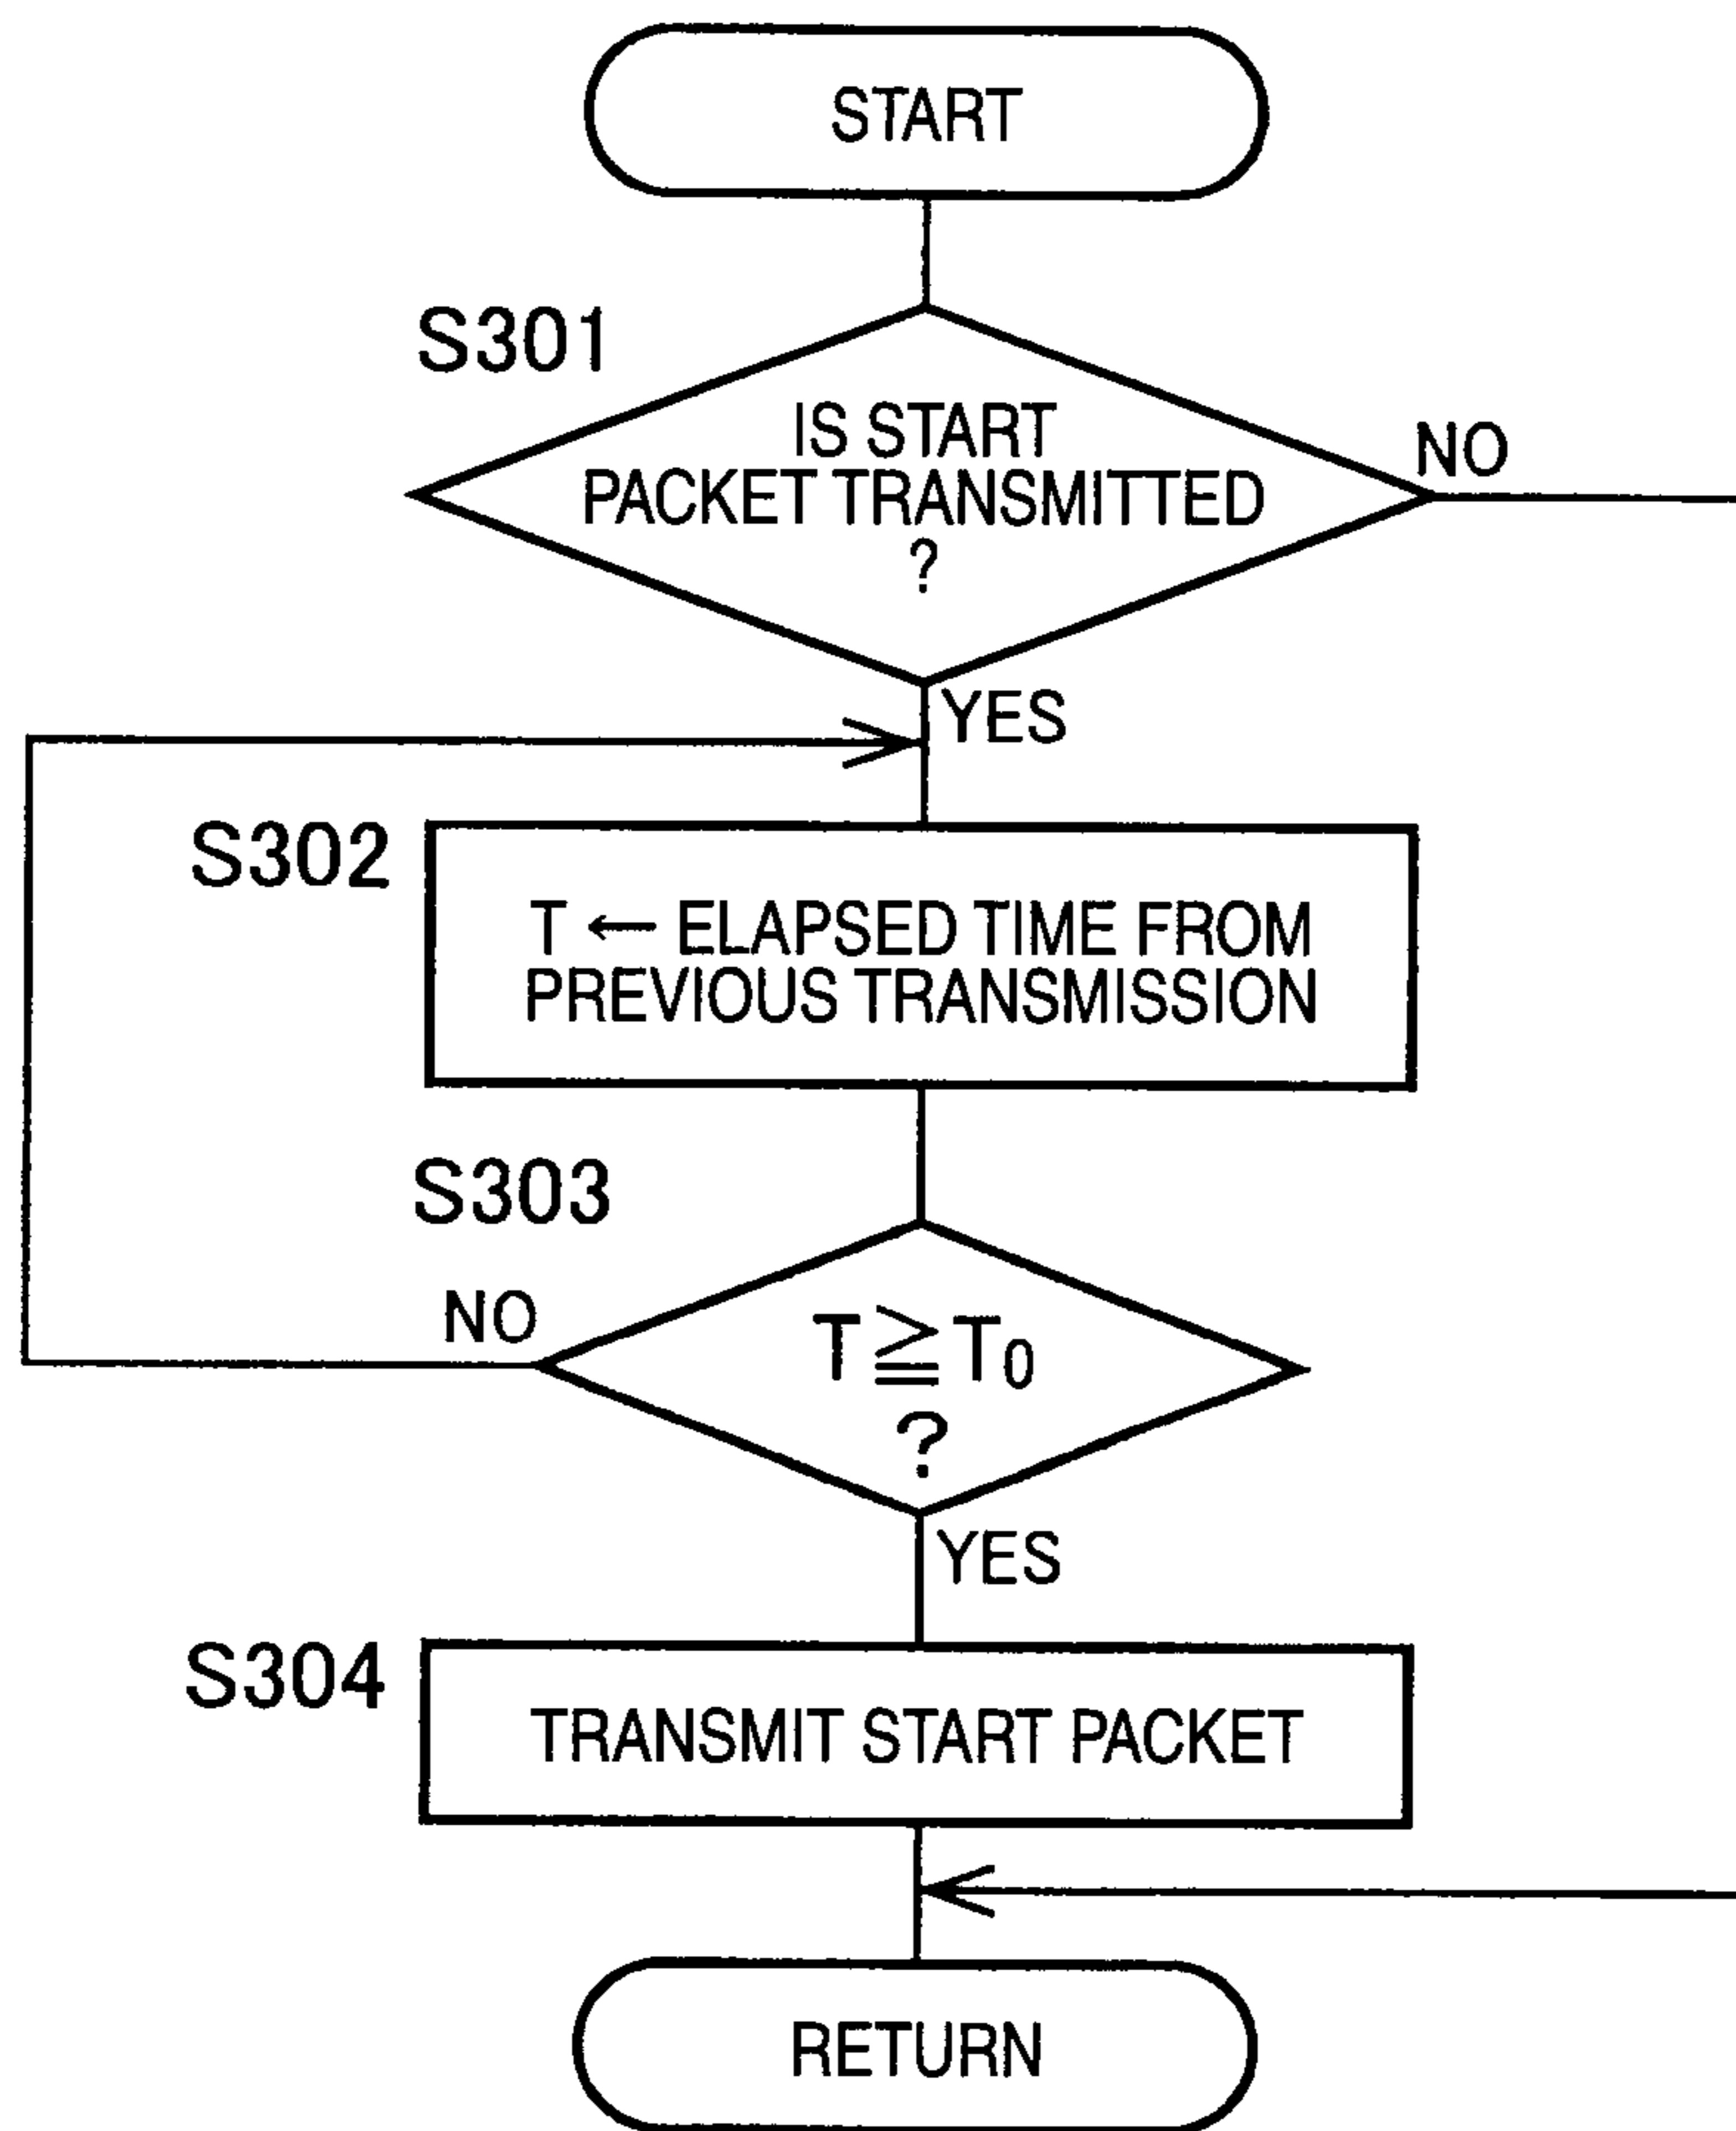 START
S301
IS START
PACKET TRANSMITTED
?
NO
YES
S302
T ← ELAPSED TIME FROM
PREVIOUS TRANSMISSION
S303
NO
T ≧ T0
?
YES
S304
TRANSMIT START PACKET
RETURN